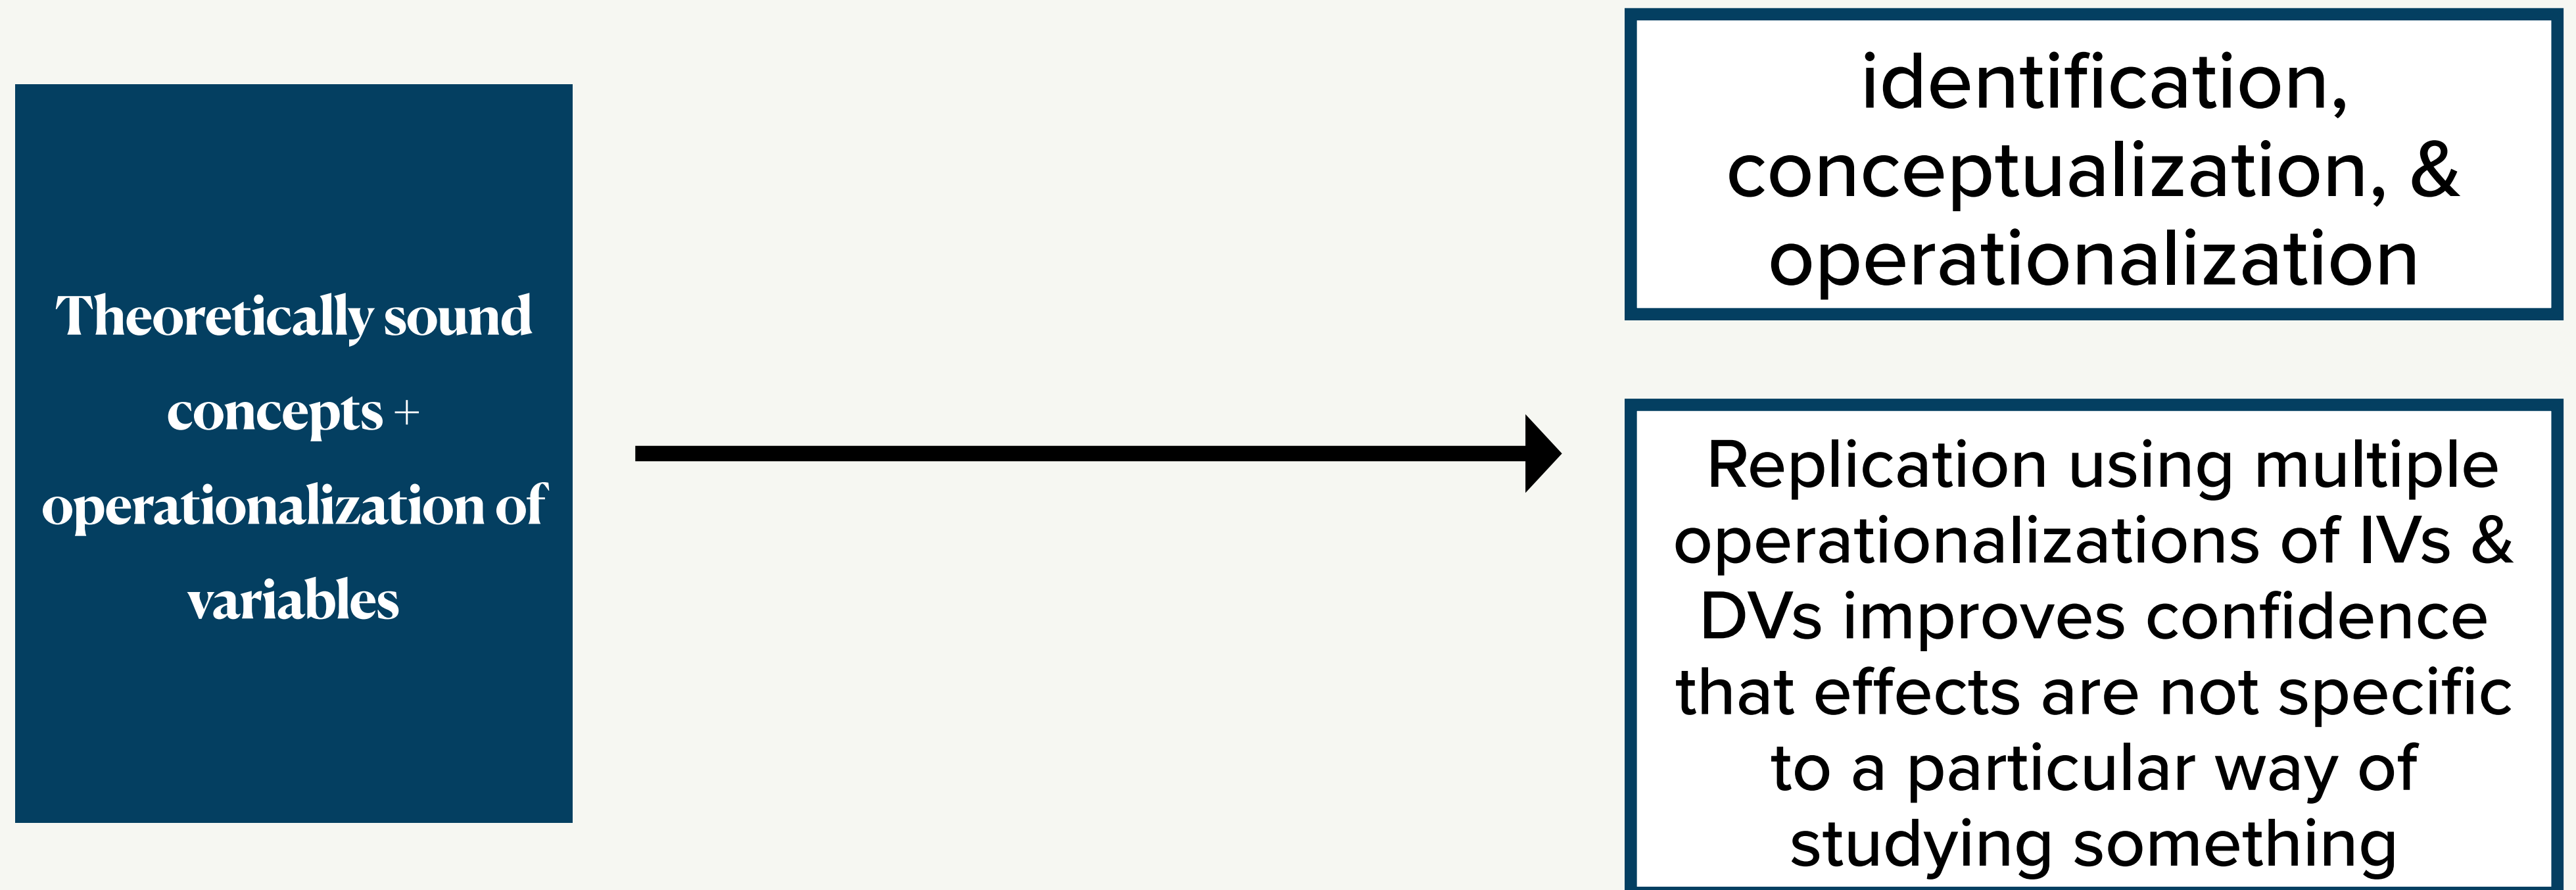 Theoretically sound
concepts +
operationalization of
variables
identification,
conceptualization, &
operationalization
Replication using multiple
operationalizations of IVs &
DVs improves confidence
that effects are not specific
to a particular way of
studying something